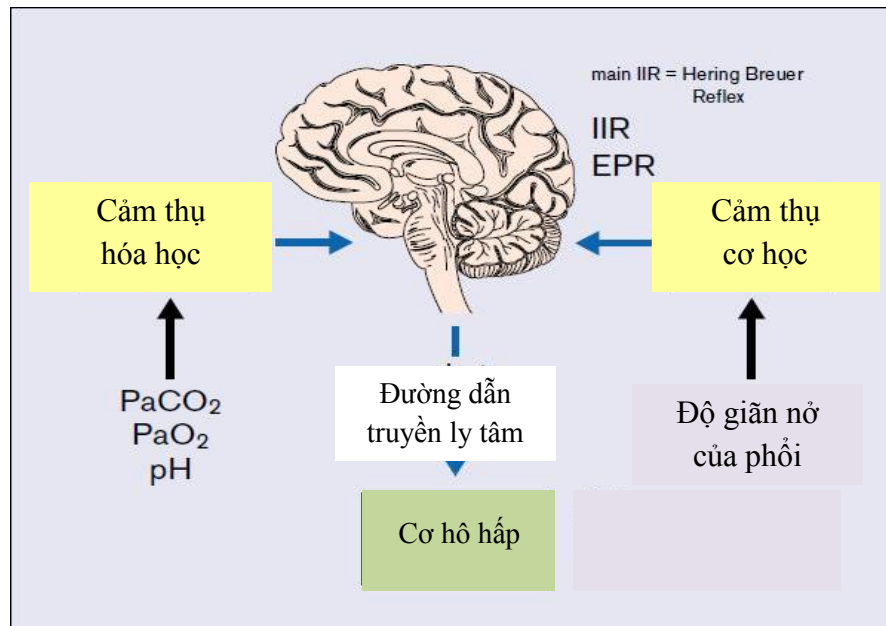 main IIR = Hering Breuer
Reflex
IIR
EPR
Cảm thụ
hóa học
Cảm thụ
cơ học
PaCO₂
PaO₂
pH
Đường dẫn
truyền ly tâm
Độ giãn nở
của phổi
Cơ hô hấp